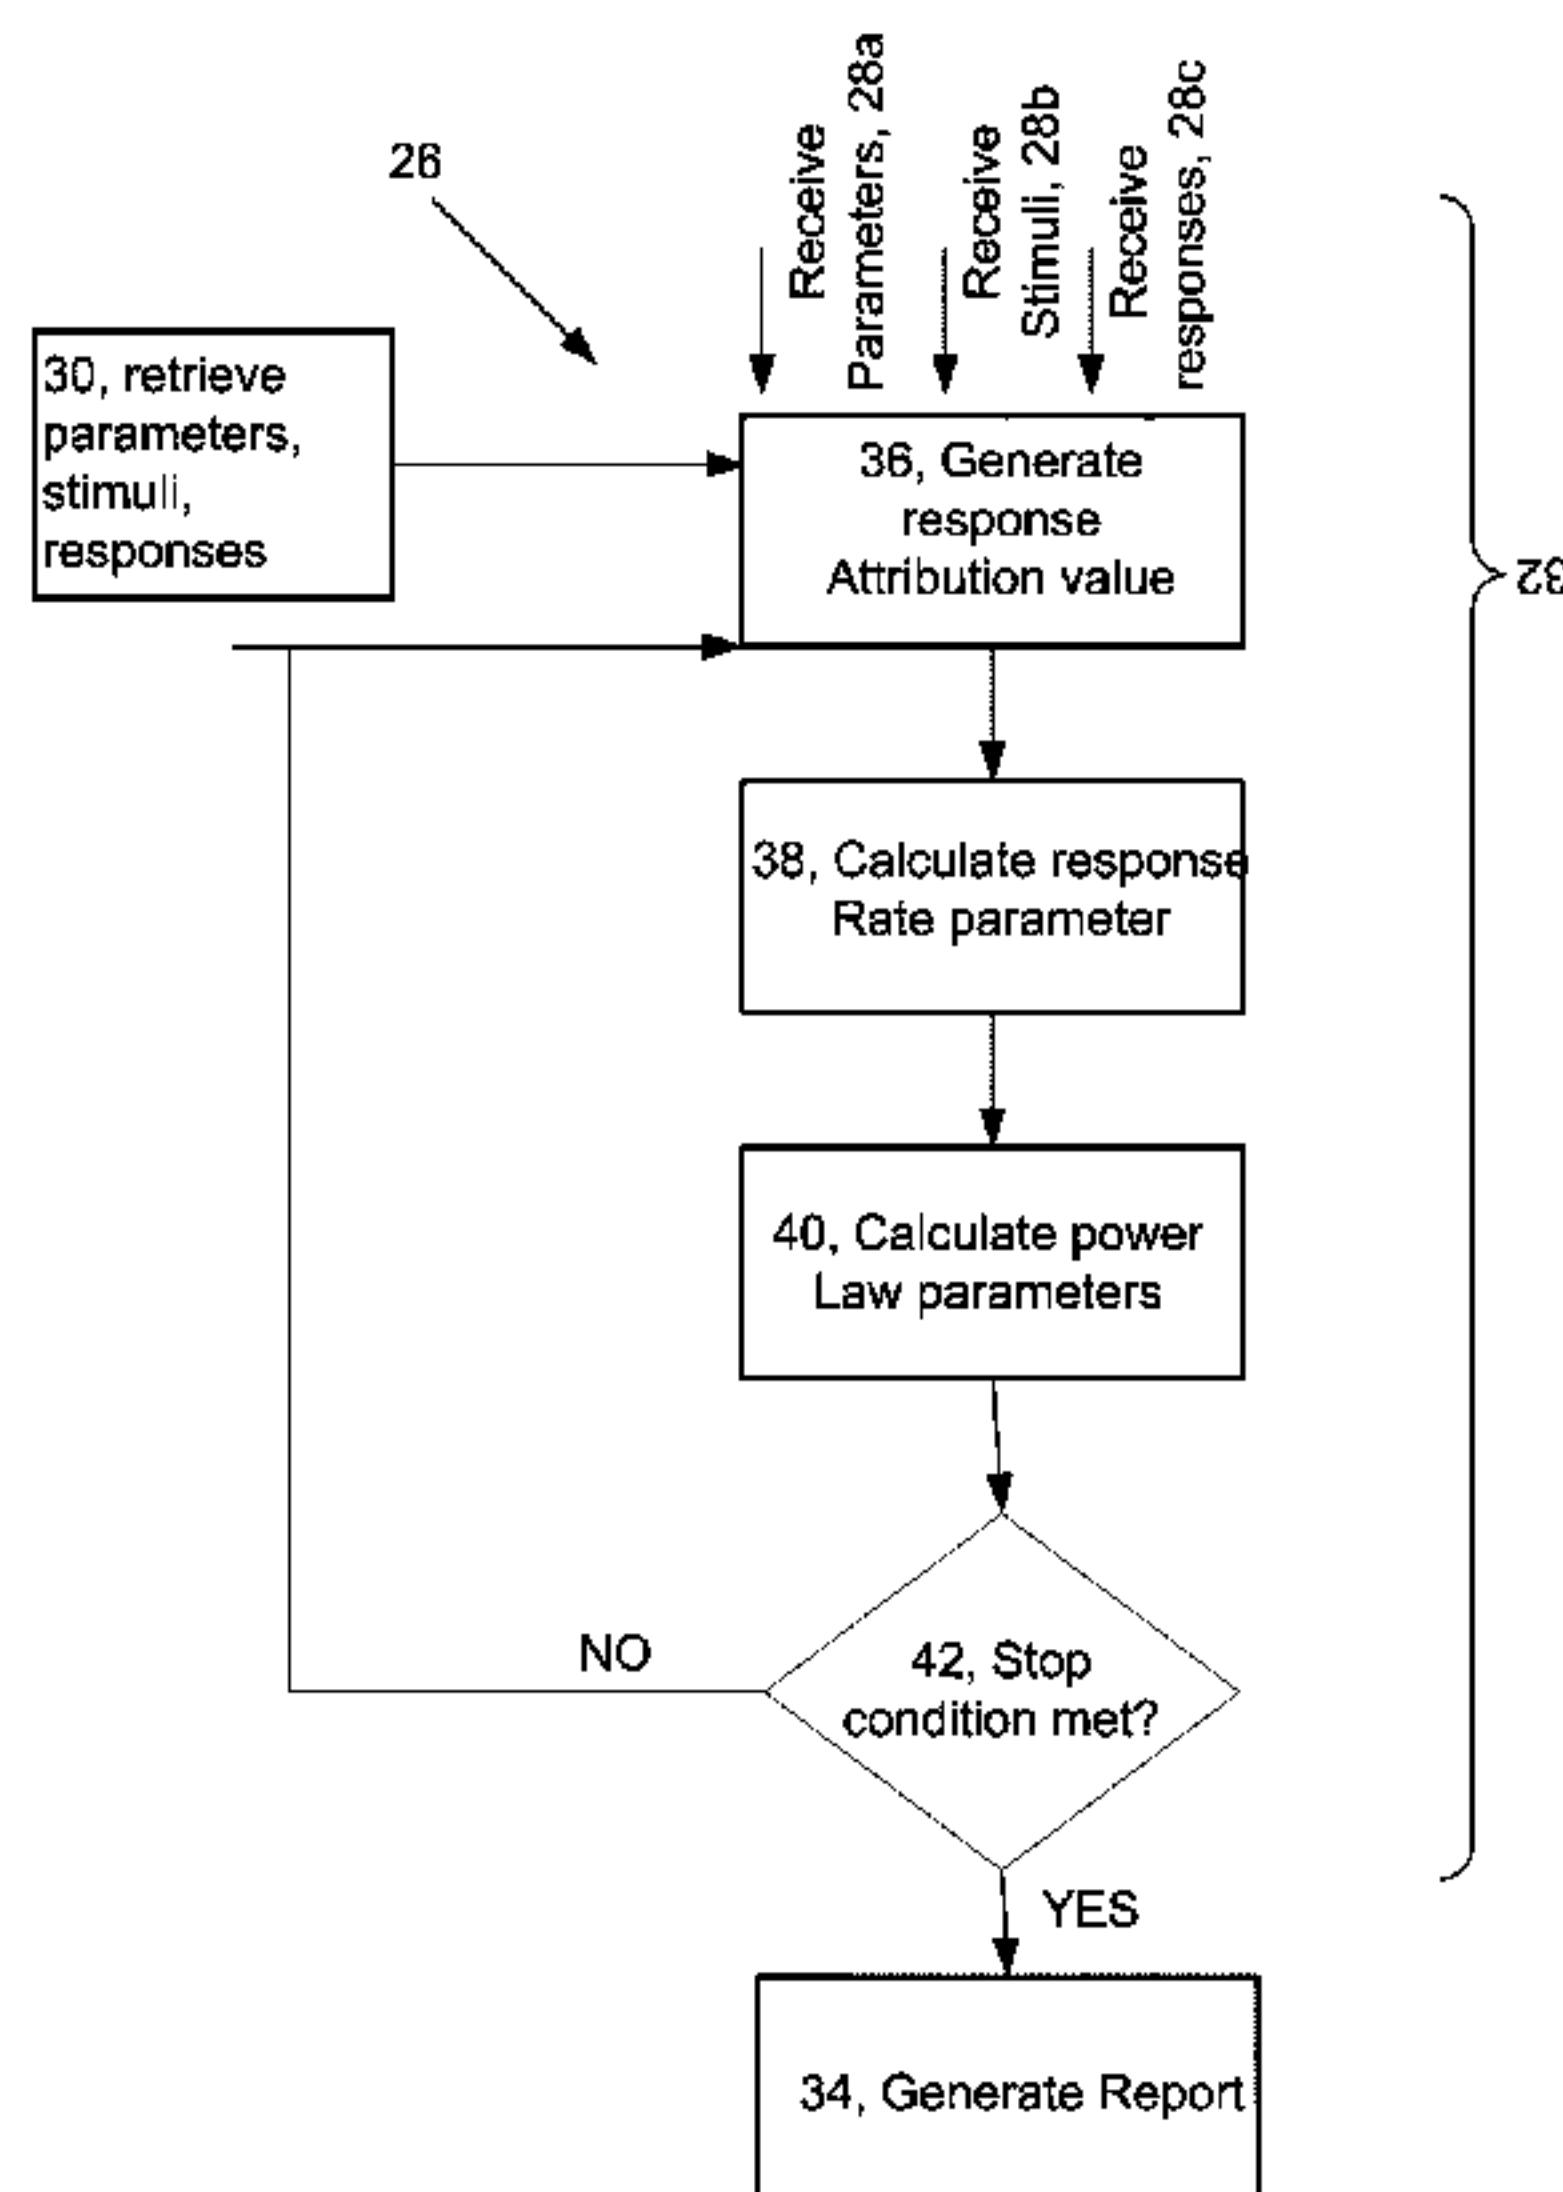 26
Receive
Parameters, 28a
Receive
Stimuli, 28b
Receive
responses, 28c
30, retrieve
parameters,
stimuli,
responses
36, Generate
response
Attribution value
32
38, Calculate response
Rate parameter
40, Calculate power
Law parameters
NO
42, Stop
condition met?
YES
34, Generate Report